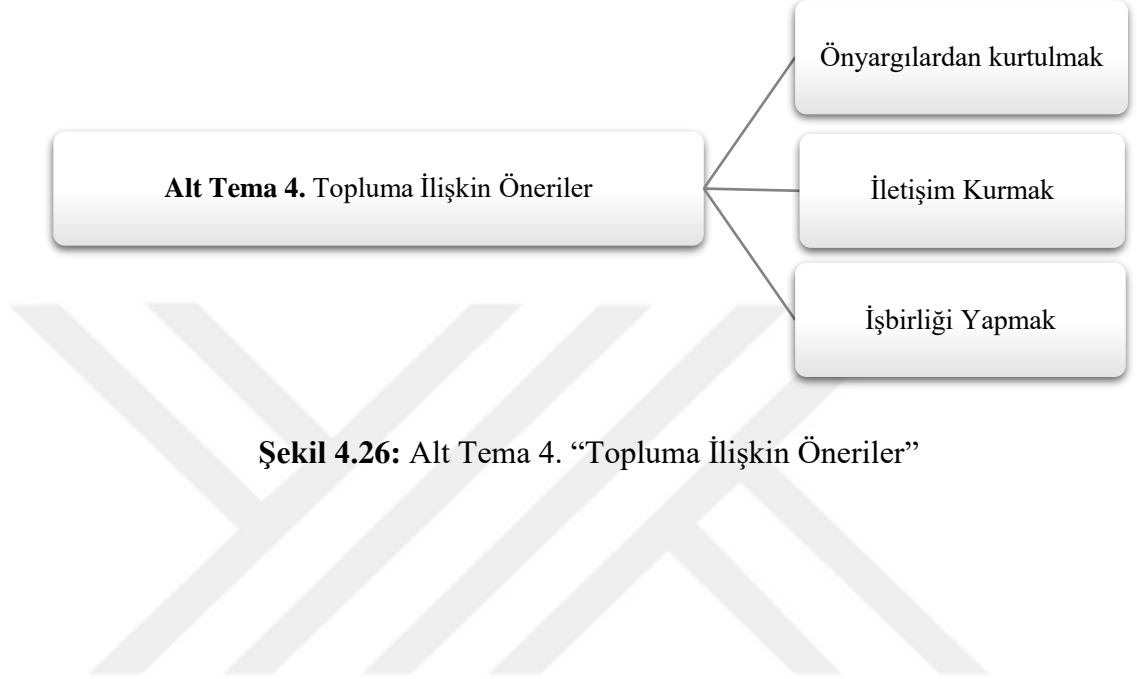 Önyargılardan kurtulmak
Alt Tema 4. Topluma İlişkin Öneriler
İletişim Kurmak
İşbirliği Yapmak
Şekil 4.26: Alt Tema 4. “Topluma İlişkin Öneriler”